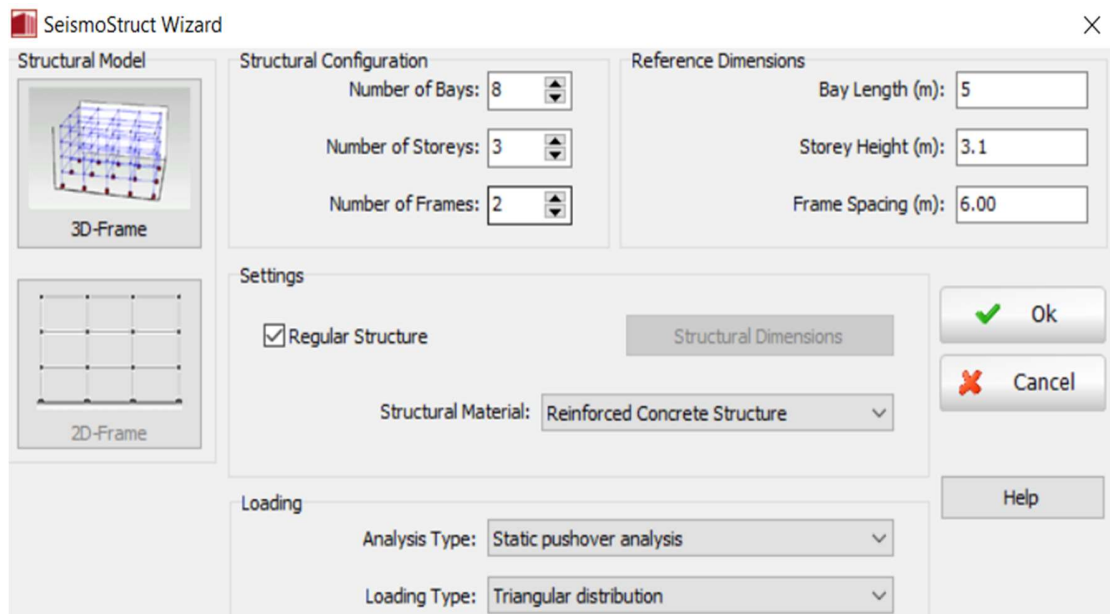 SeismoStruct Wizard
Structural Model
3D-Frame
2D-Frame
Structural Configuration
Number of Bays: 8
Number of Storeys: 3
Number of Frames: 2
Reference Dimensions
Bay Length (m): 5
Storey Height (m): 3.1
Frame Spacing (m): 6.00
Settings
Regular Structure
Structural Dimensions
Structural Material: Reinforced Concrete Structure
Ok
Cancel
Help
Loading
Analysis Type: Static pushover analysis
Loading Type: Triangular distribution